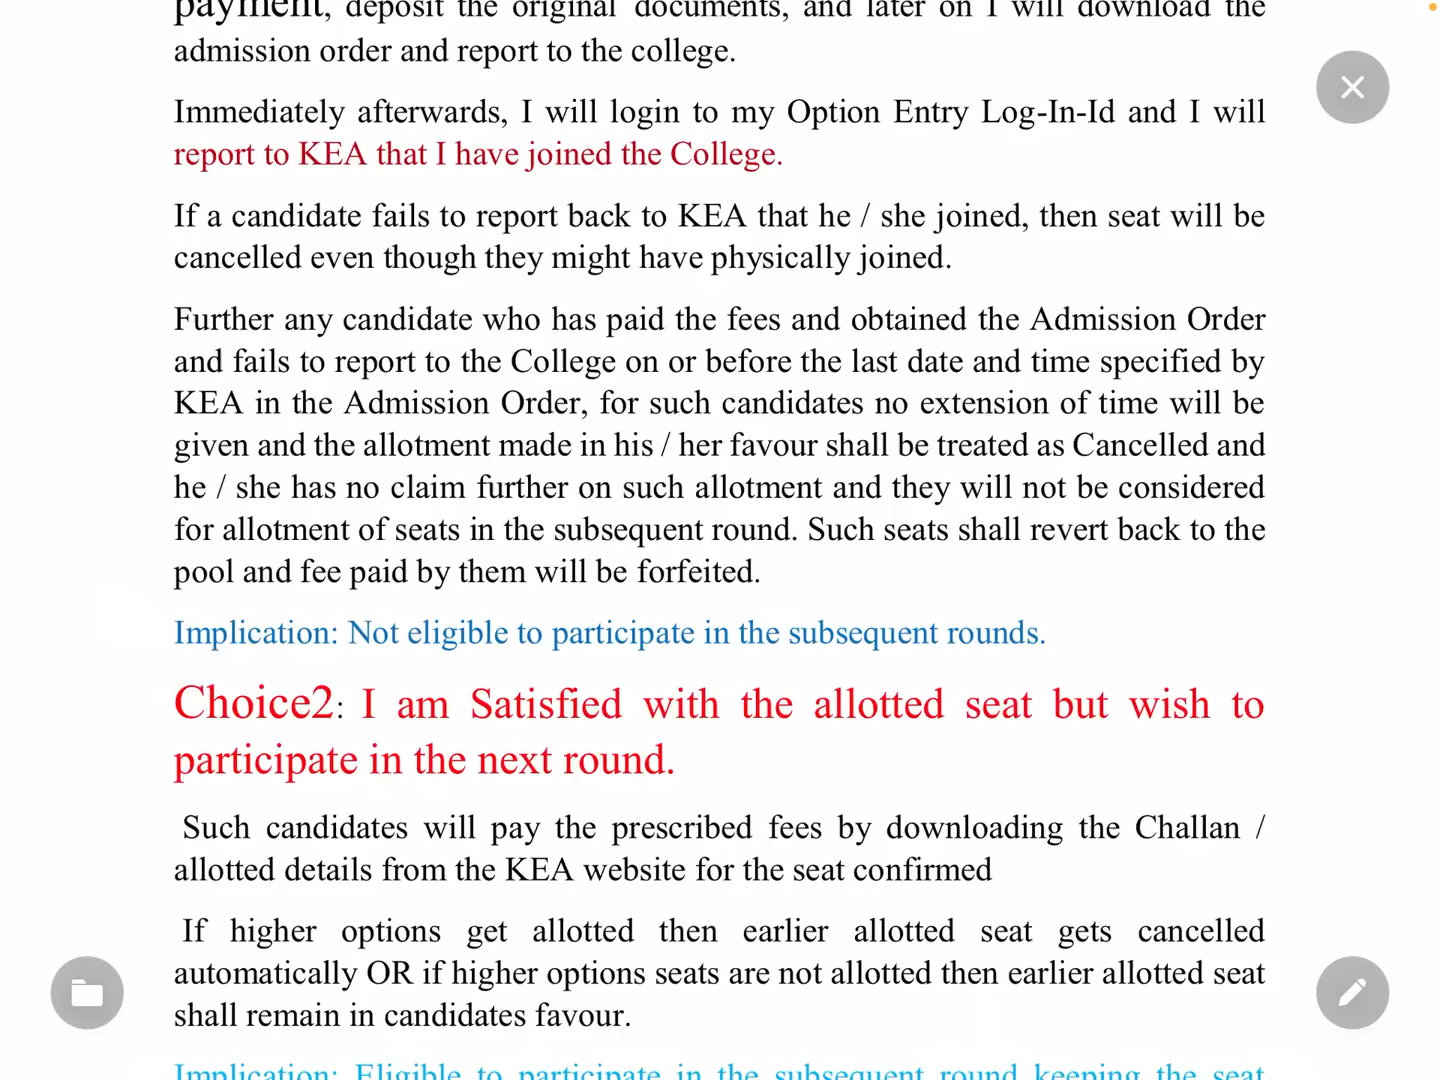 payment, deposit the original documents, and later on I will download the
admission order and report to the college.
Immediately afterwards, I will login to my Option Entry Log-In-Id and I will
report to KEA that I have joined the College.
If a candidate fails to report back to KEA that he / she joined, then seat will be
cancelled even though they might have physically joined.
Further any candidate who has paid the fees and obtained the Admission Order
and fails to report to the College on or before the last date and time specified by
KEA in the Admission Order, for such candidates no extension of time will be
given and the allotment made in his / her favour shall be treated as Cancelled and
he / she has no claim further on such allotment and they will not be considered
for allotment of seats in the subsequent round. Such seats shall revert back to the
pool and fee paid by them will be forfeited.
Implication: Not eligible to participate in the subsequent rounds.
Choice2: I am Satisfied with the allotted seat but wish to
participate in the next round.
Such candidates will pay the prescribed fees by downloading the Challan /
allotted details from the KEA website for the seat confirmed
If higher options get allotted then earlier allotted seat gets cancelled
automatically OR if higher options seats are not allotted then earlier allotted seat
shall remain in candidates favour.
Implication: Eligible to participate in the subsequent round keeping the seat